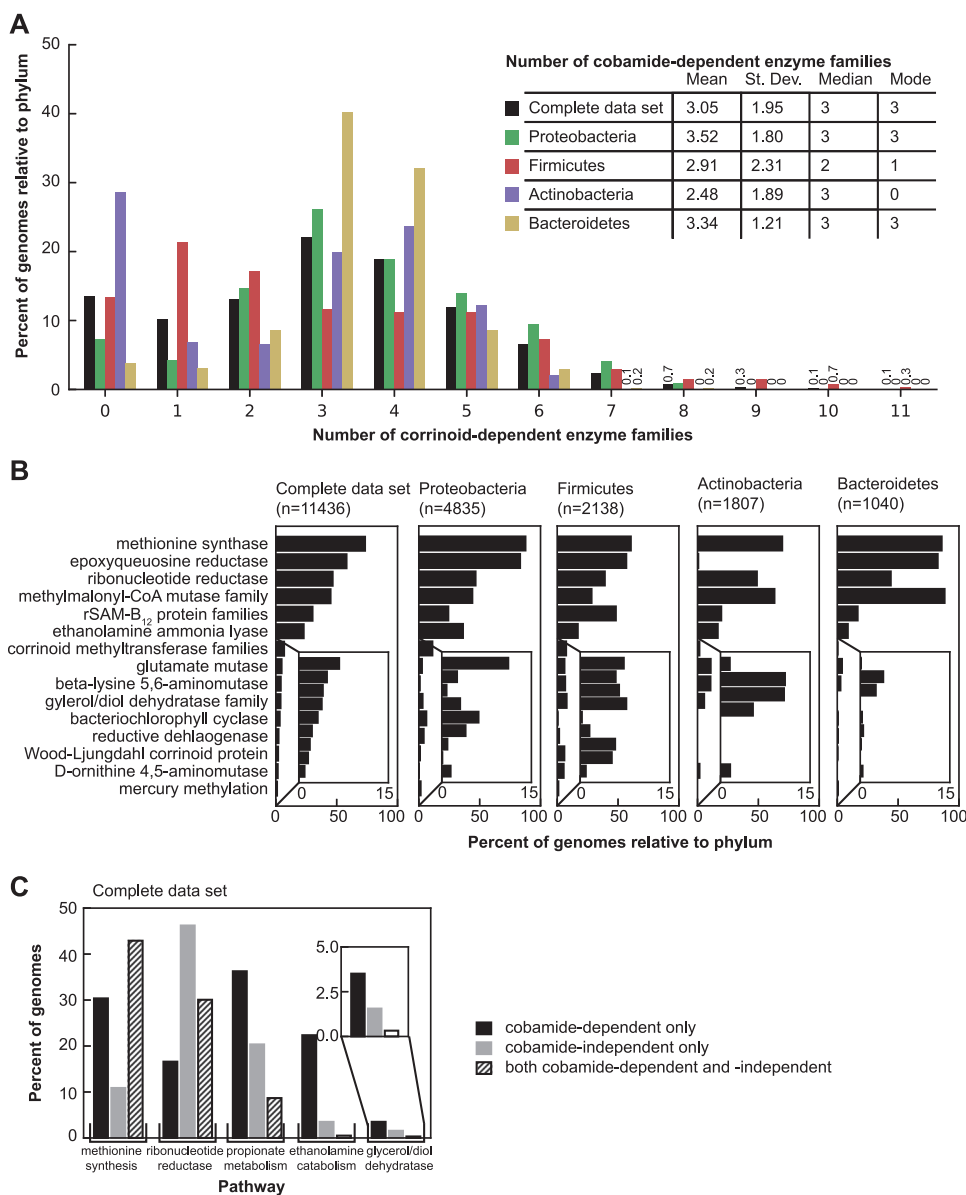 A
Percent of genomes relative to phylum
50
40
30
20
10
0
Number of cobamide-dependent enzyme families
Mean St. Dev. Median Mode
Complete data set 3.05 1.95 3 3
Proteobacteria 3.52 1.80 3 3
Firmicutes 2.91 2.31 2 1
Actinobacteria 2.48 1.89 3 0
Bacteroidetes 3.34 1.21 3 3
0.1 0.2 0.7 0 0.2 0.3 0 0 0 0.1 0 0.7 0 0 0.1 0 0.3 0 0
0 1 2 3 4 5 6 7 8 9 10 11
Number of corrinoid-dependent enzyme families
B
Complete data set Proteobacteria Firmicutes Actinobacteria Bacteroidetes
(n=11436) (n=4835) (n=2138) (n=1807) (n=1040)
methionine synthase
epoxyqueuosine reductase
ribonucleotide reductase
methylmalonyl-CoA mutase family
rSAM-B12 protein families
ethanolamine ammonia lyase
corrinoid methyltransferase families
glutamate mutase
beta-lysine 5,6-aminomutase
gylerol/diol dehydratase family
bacteriochlorophyll cyclase
reductive dehlaogenase
Wood-Ljungdahl corrinoid protein
D-ornithine 4,5-aminomutase
mercury methylation
0 15 0 15 0 15 0 15 0 15
0 50 100 0 50 100 0 50 100 0 50 100 0 50 100
Percent of genomes relative to phylum
C
Complete data set
Percent of genomes
50
40
30
20
10
0
5.0
2.5
0.0
cobamide-dependent only
cobamide-independent only
both cobamide-dependent and -independent
methionine ribonucleotide propionate ethanolamine glycerol/diol
synthesis reductase metabolism catabolism dehydratase
Pathway